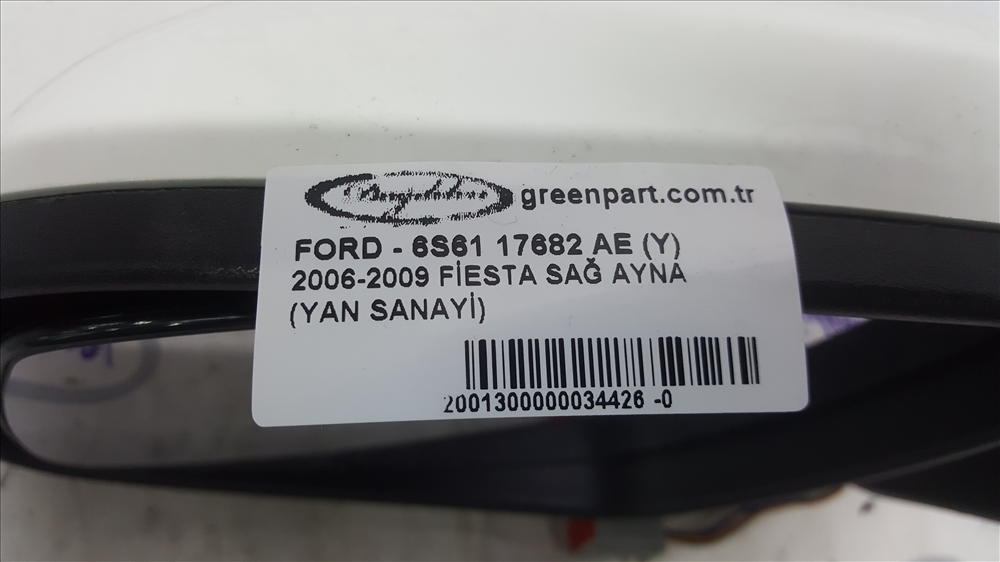 greenpart.com.tr
FORD - 6S61 17682 AE (Y)
2006-2009 FİESTA SAĞ AYNA
(YAN SANAYİ)
2001300000034426 -0